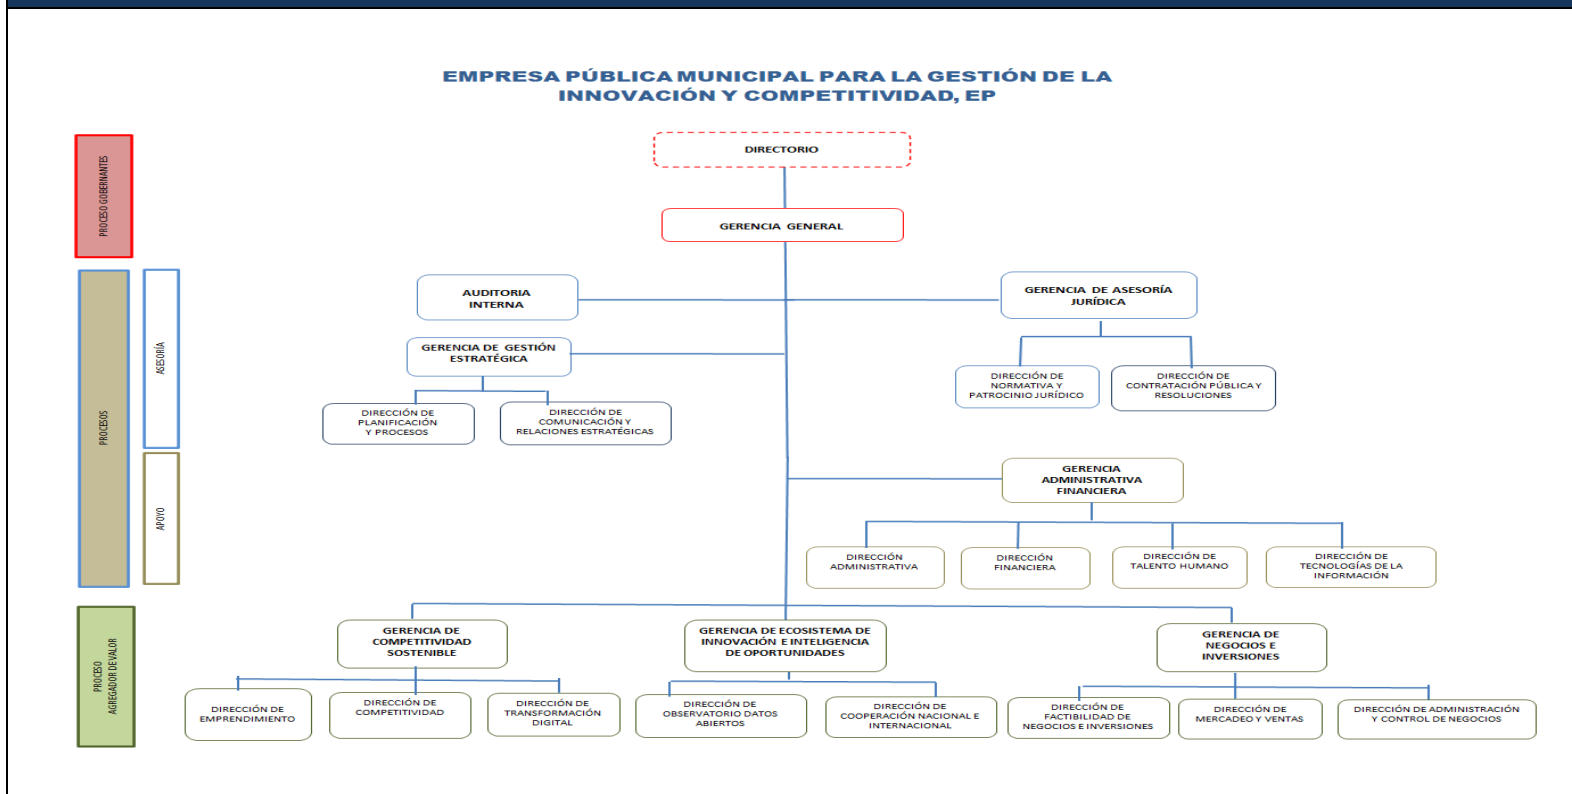 EMPRESA PÚBLICA MUNICIPAL PARA LA GESTIÓN DE LA
INNOVACIÓN Y COMPETITIVIDAD, EP
PROCESO GOBERNANTES
DIRECTORIO
GERENCIA GENERAL
PROCESOS
ASESORÍA
AUDITORIA
INTERNA
GERENCIA DE ASESORÍA
JURÍDICA
GERENCIA DE GESTIÓN
ESTRATÉGICA
DIRECCIÓN DE
NORMATIVA Y
PATROCINIO JURÍDICO
DIRECCIÓN DE
CONTRATACIÓN PÚBLICA Y
RESOLUCIONES
DIRECCIÓN DE
PLANIFICACIÓN
Y PROCESOS
DIRECCIÓN DE
COMUNICACIÓN Y
RELACIONES ESTRATÉGICAS
APOYO
GERENCIA
ADMINISTRATIVA
FINANCIERA
DIRECCIÓN
ADMINISTRATIVA
DIRECCIÓN
FINANCIERA
DIRECCIÓN DE
TALENTO HUMANO
DIRECCIÓN DE
TECNOLOGÍAS DE LA
INFORMACIÓN
PROCESO
AGREGADOR DE VALOR
GERENCIA DE
COMPETITIVIDAD
SOSTENIBLE
GERENCIA DE ECOSISTEMA DE
INNOVACIÓN E INTELIGENCIA
DE OPORTUNIDADES
GERENCIA DE
NEGOCIOS E
INVERSIONES
DIRECCIÓN DE
EMPRENDIMIENTO
DIRECCIÓN DE
COMPETITIVIDAD
DIRECCIÓN DE
TRANSFORMACIÓN
DIGITAL
DIRECCIÓN DE
OBSERVATORIO DATOS
ABIERTOS
DIRECCIÓN DE
COOPERACIÓN NACIONAL E
INTERNACIONAL
DIRECCIÓN DE
FACTIBILIDAD DE
NEGOCIOS E INVERSIONES
DIRECCIÓN DE
MERCADEO Y VENTAS
DIRECCIÓN DE ADMINISTRACIÓN
Y CONTROL DE NEGOCIOS